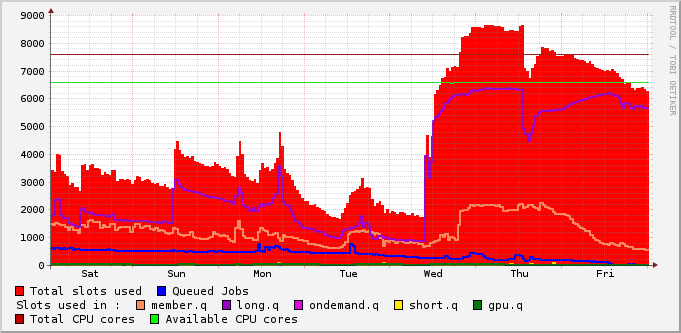 9000
8000
7000
6000
5000
4000
3000
2000
1000
0
Sat Sun Mon Tue Wed Thu Fri
RRDTOOL / TOBI OETIKER
Total slots used Queued Jobs
Slots used in : member.q long.q ondemand.q short.q gpu.q
Total CPU cores Available CPU cores